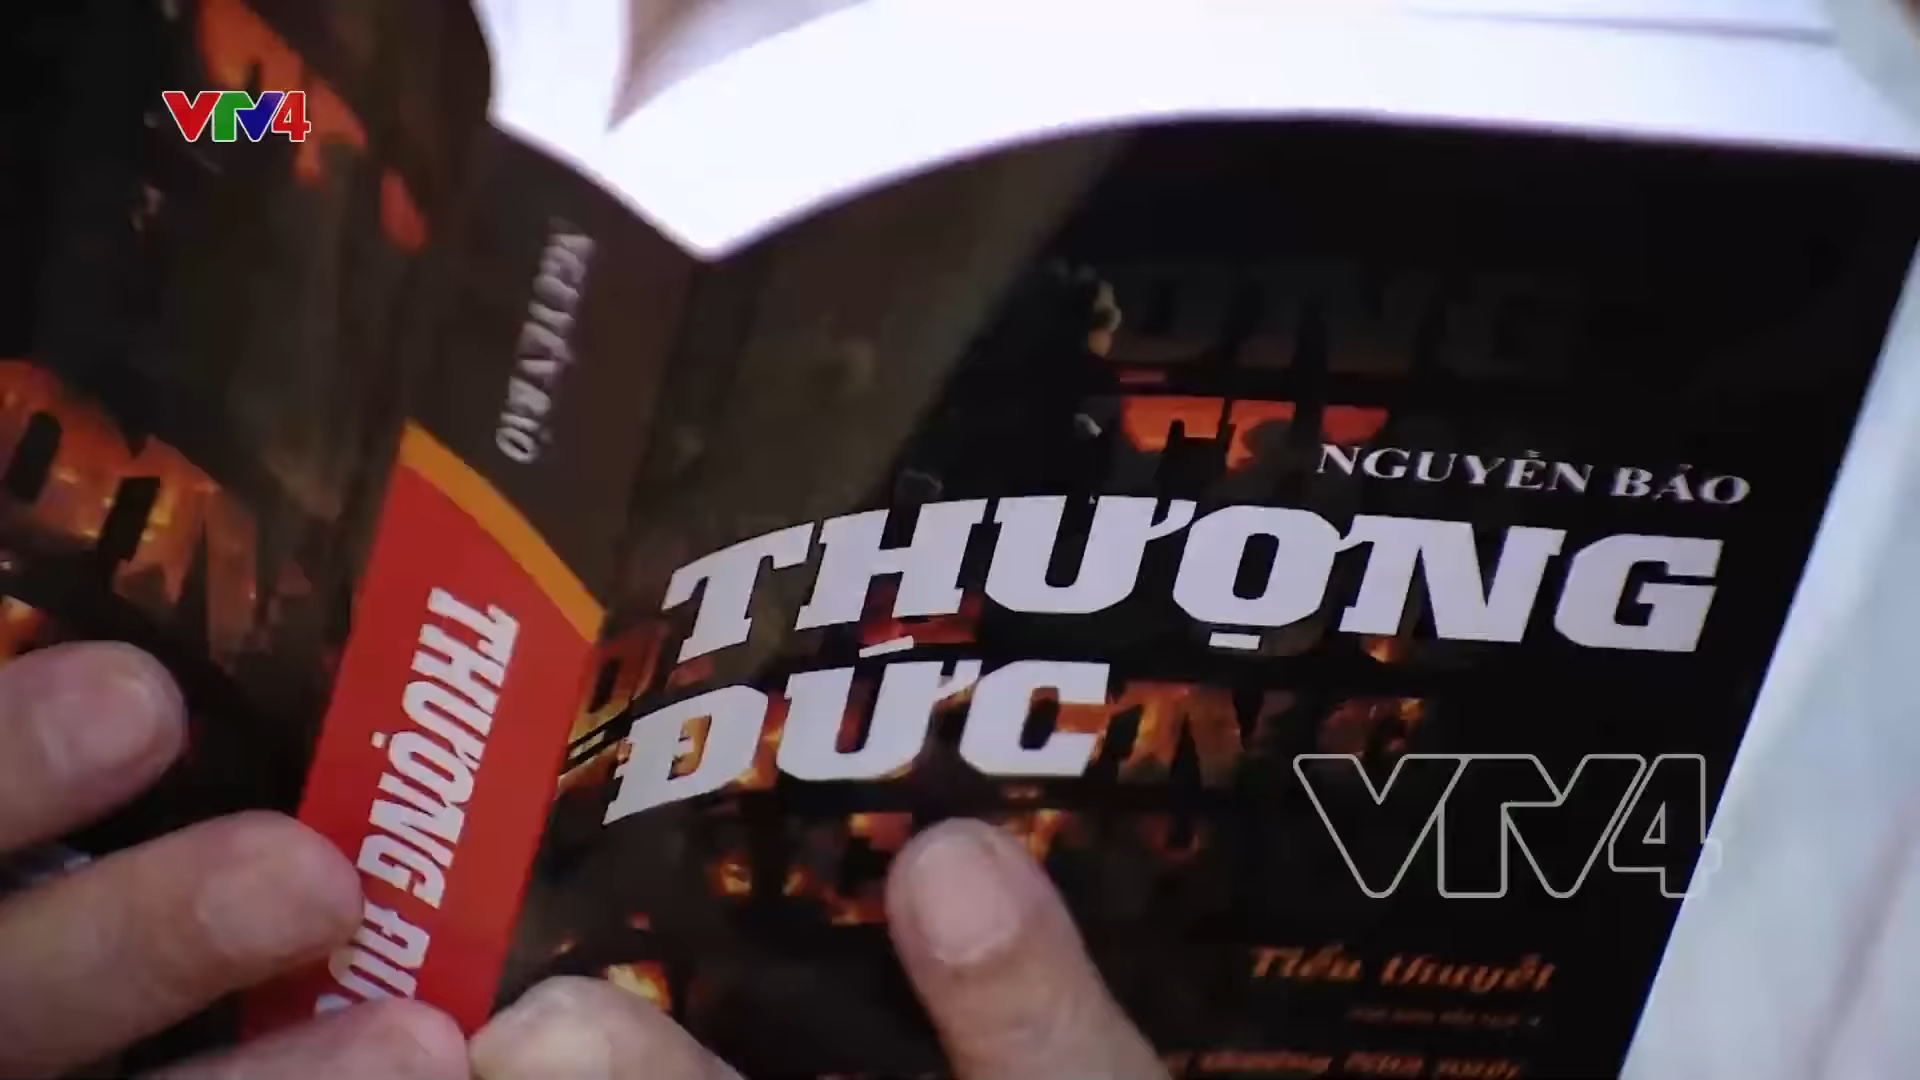 VTV4
NGUYỄN BẢO
THƯỢNG ĐỨC
NGUYỄN BẢO
THƯỢNG
ĐỨC
VTV4
Tiểu thuyết